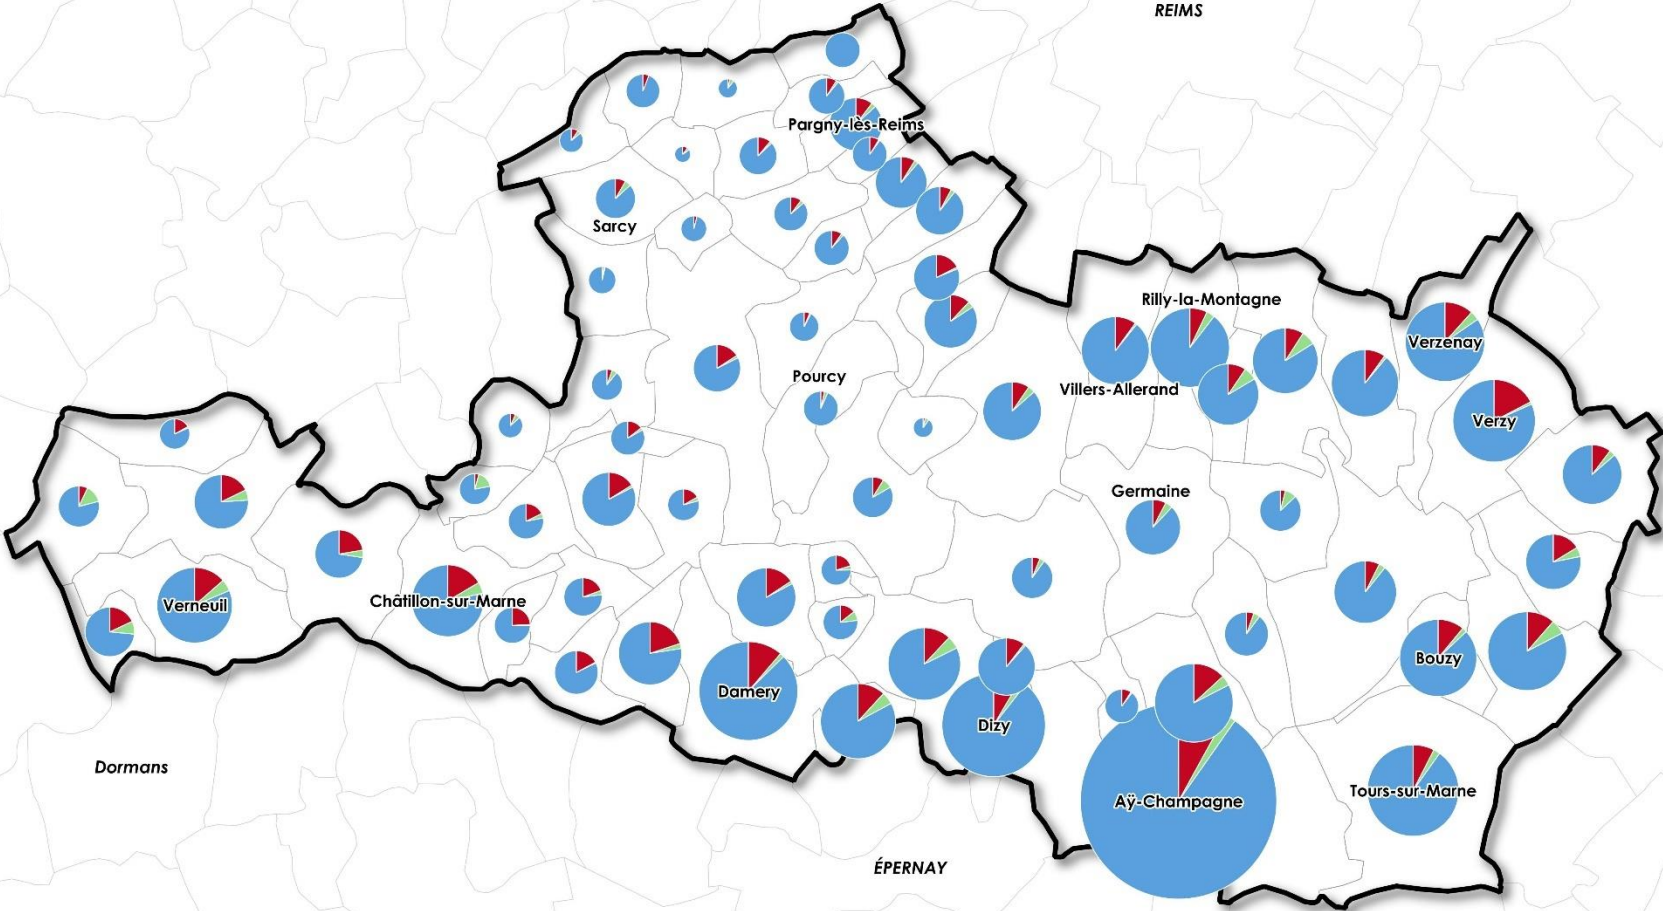 REIMS
Pargny-lès-Reims
Sarcy
Rilly-la-Montagne
Verzenay
Pourcy
Villers-Allerand
Verzy
Germaine
Châtillon-sur-Marne
Verneuil
Bouzy
Damery
Dizy
Dormans
Tours-sur-Marne
Aÿ-Champagne
ÉPERNAY